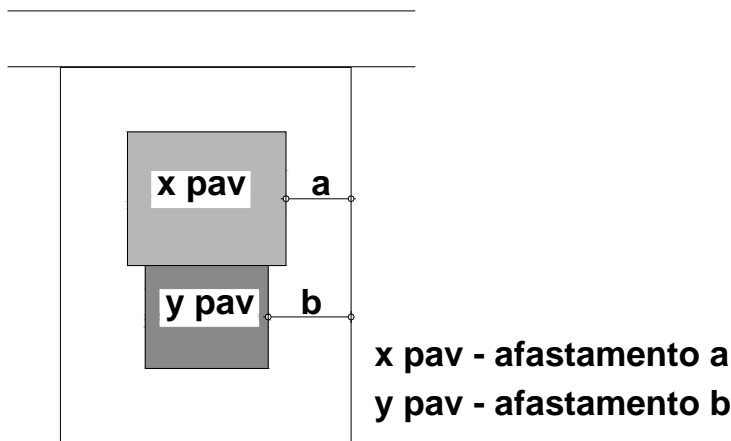 x pav
a
y pav
b
x pav - afastamento a
y pav - afastamento b